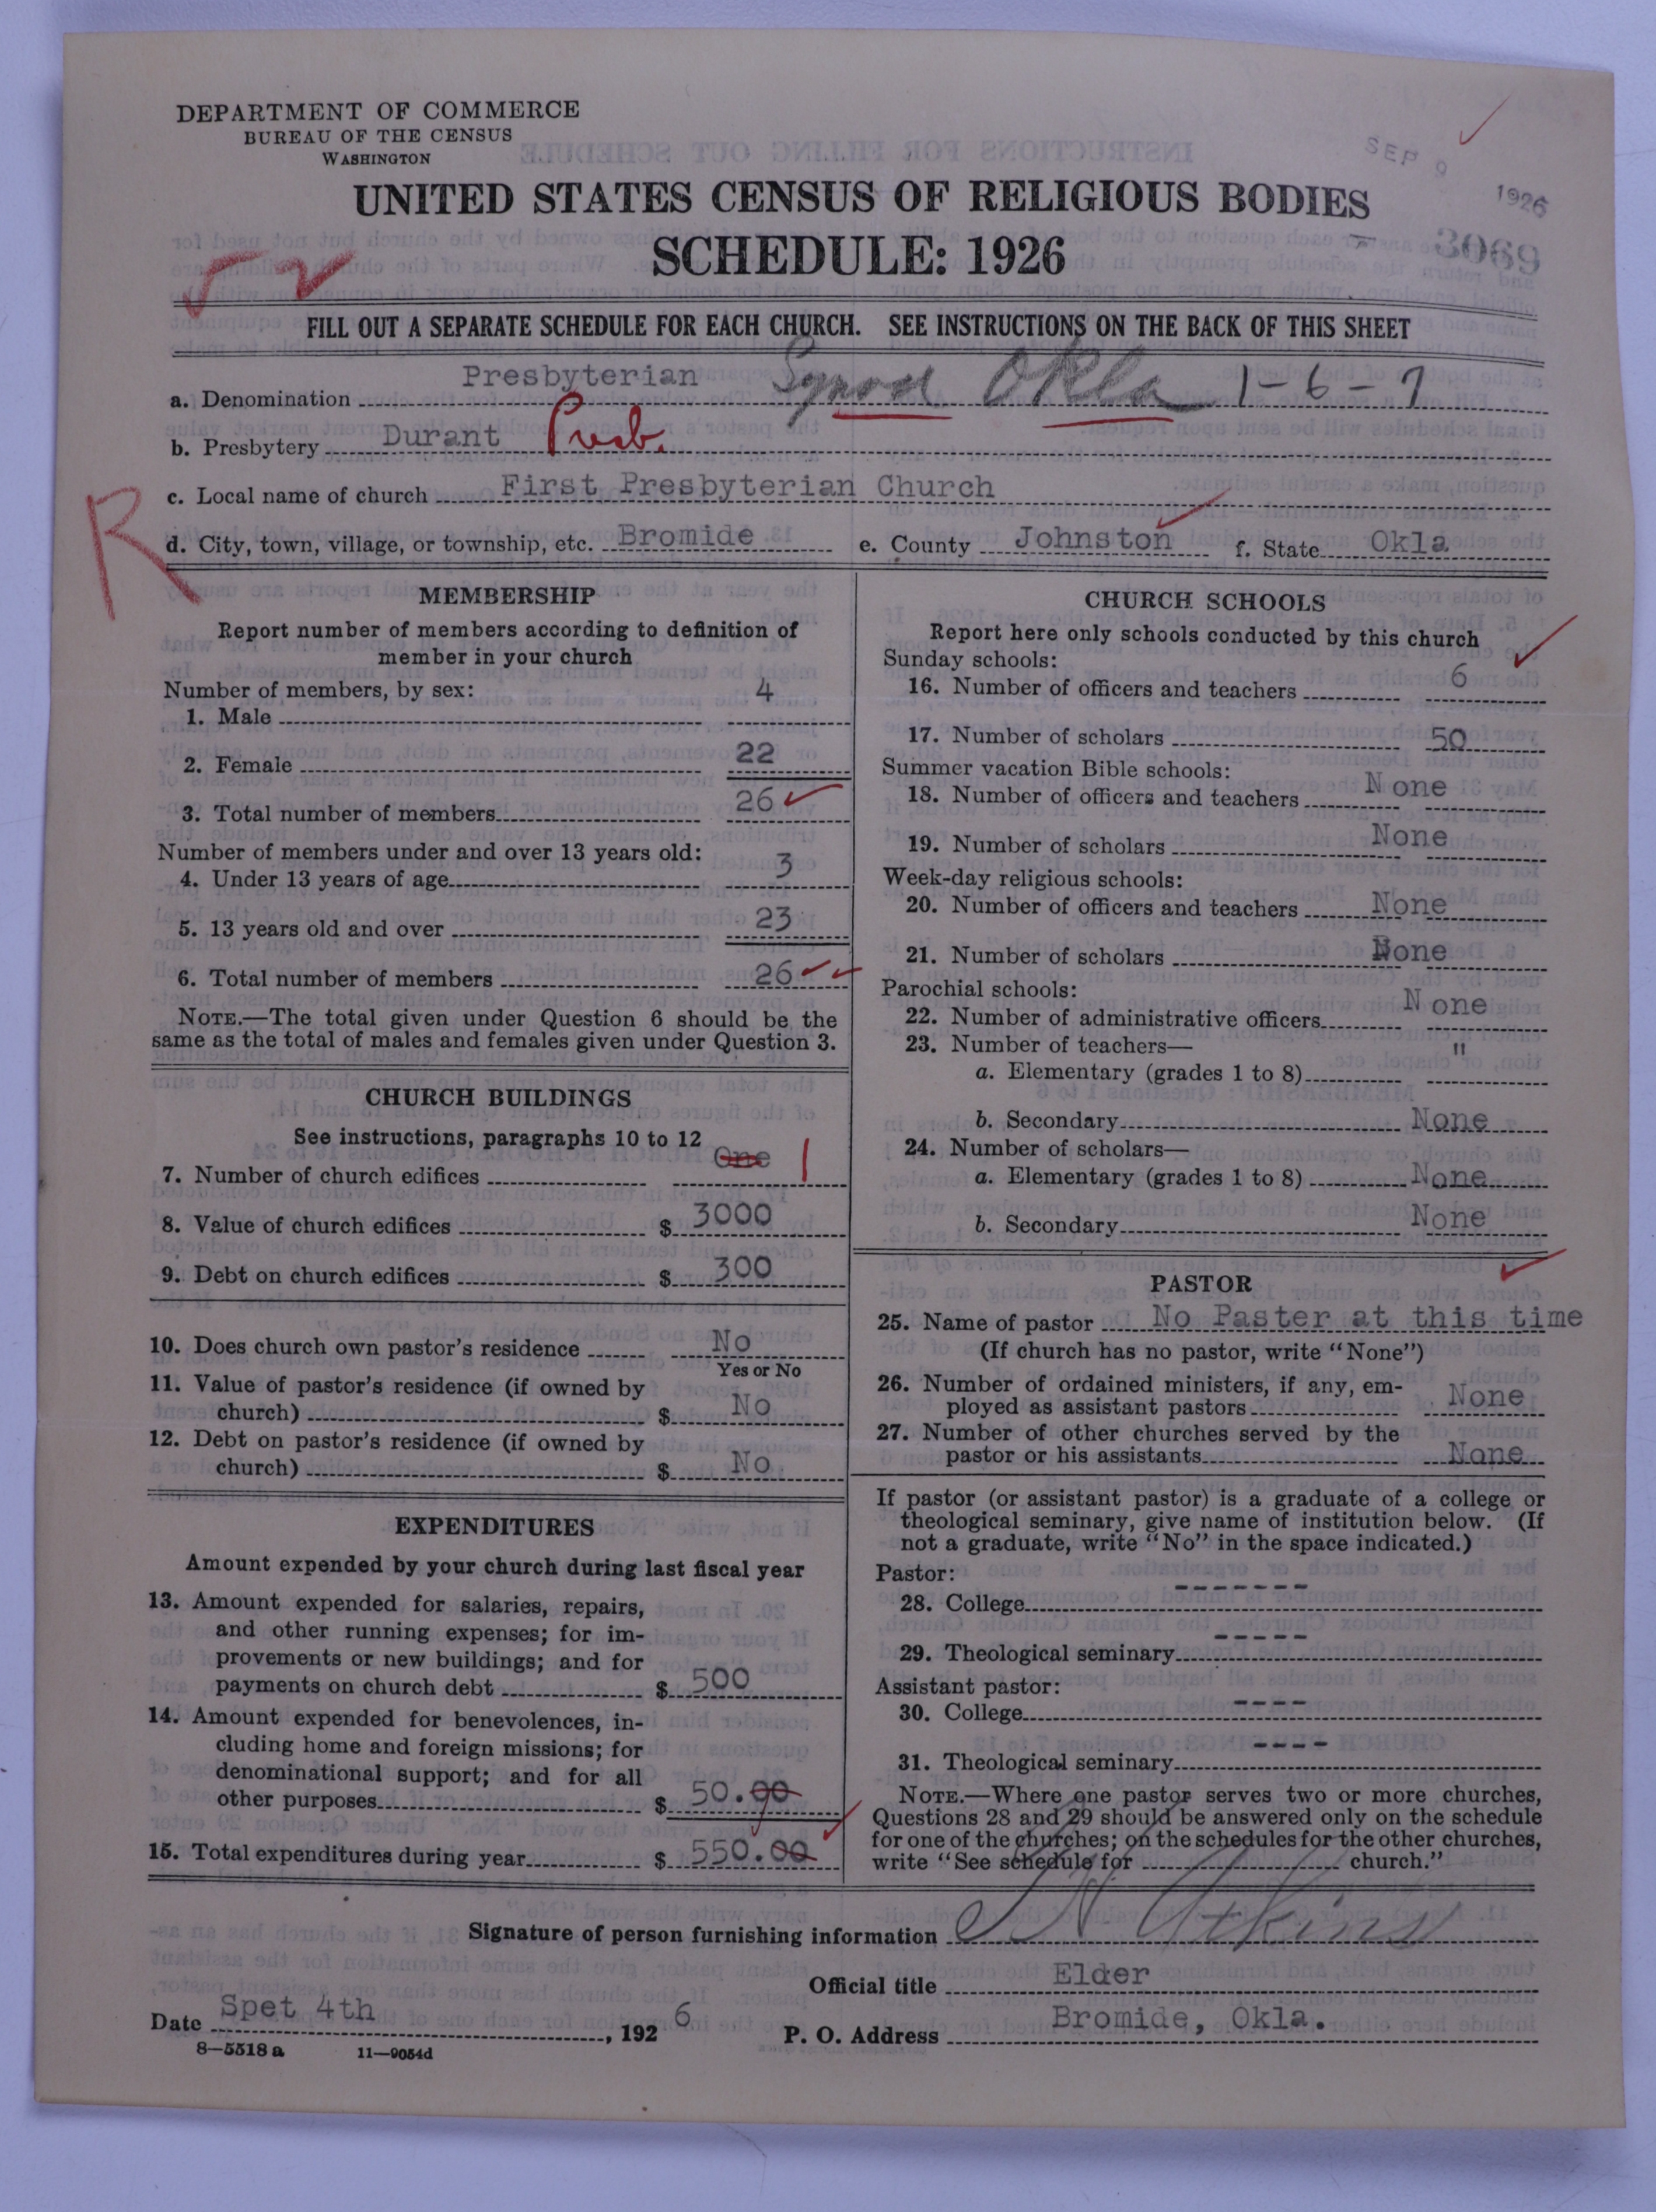 DEPARTMENT OF COMMERCE
BUREAU OF THE CENSUS
WASHINGTON
SEP 9 1926
UNITED STATES CENSUS OF RELIGIOUS BODIES
SCHEDULE: 1926
3069
FILL OUT A SEPARATE SCHEDULE FOR EACH CHURCH. SEE INSTRUCTIONS ON THE BACK OF THIS SHEET
a. Denomination Presbyterian Synod Okla 1-6-7
b. Presbytery Durant Presb.
c. Local name of church First Presbyterian Church
R
d. City, town, village, or township, etc. Bromide e. County Johnston f. State Okla
MEMBERSHIP
Report number of members according to definition of
member in your church
Number of members, by sex:
1. Male 4
2. Female 22
3. Total number of members 26
Number of members under and over 13 years old:
4. Under 13 years of age 3
5. 13 years old and over 23
6. Total number of members 26
NOTE.—The total given under Question 6 should be the
same as the total of males and females given under Question 3.
CHURCH BUILDINGS
See instructions, paragraphs 10 to 12
7. Number of church edifices One 1
8. Value of church edifices $ 3000
9. Debt on church edifices $ 300
10. Does church own pastor's residence No
Yes or No
11. Value of pastor's residence (if owned by
church) $ No
12. Debt on pastor's residence (if owned by
church) $ No
EXPENDITURES
Amount expended by your church during last fiscal year
13. Amount expended for salaries, repairs,
and other running expenses; for im-
provements or new buildings; and for
payments on church debt $ 500
14. Amount expended for benevolences, in-
cluding home and foreign missions; for
denominational support; and for all
other purposes $ 50.00
15. Total expenditures during year $ 550.00
CHURCH SCHOOLS
Report here only schools conducted by this church
Sunday schools:
16. Number of officers and teachers 6
17. Number of scholars 50
Summer vacation Bible schools:
18. Number of officers and teachers None
19. Number of scholars None
Week-day religious schools:
20. Number of officers and teachers None
21. Number of scholars None
Parochial schools:
22. Number of administrative officers None
23. Number of teachers—
a. Elementary (grades 1 to 8) "
b. Secondary None
24. Number of scholars—
a. Elementary (grades 1 to 8) None
b. Secondary None
PASTOR
25. Name of pastor No Paster at this time
(If church has no pastor, write "None")
26. Number of ordained ministers, if any, em-
ployed as assistant pastors None
27. Number of other churches served by the
pastor or his assistants None
If pastor (or assistant pastor) is a graduate of a college or
theological seminary, give name of institution below. (If
not a graduate, write "No" in the space indicated.)
Pastor:
28. College -------
29. Theological seminary -----
Assistant pastor:
30. College ----
31. Theological seminary ----
NOTE.—Where one pastor serves two or more churches,
Questions 28 and 29 should be answered only on the schedule
for one of the churches; on the schedules for the other churches,
write "See schedule for church."
Signature of person furnishing information Atkins
Official title Elder
Date Spet 4th, 1926 P. O. Address Bromide, Okla.
8—5518 a 11—9054d